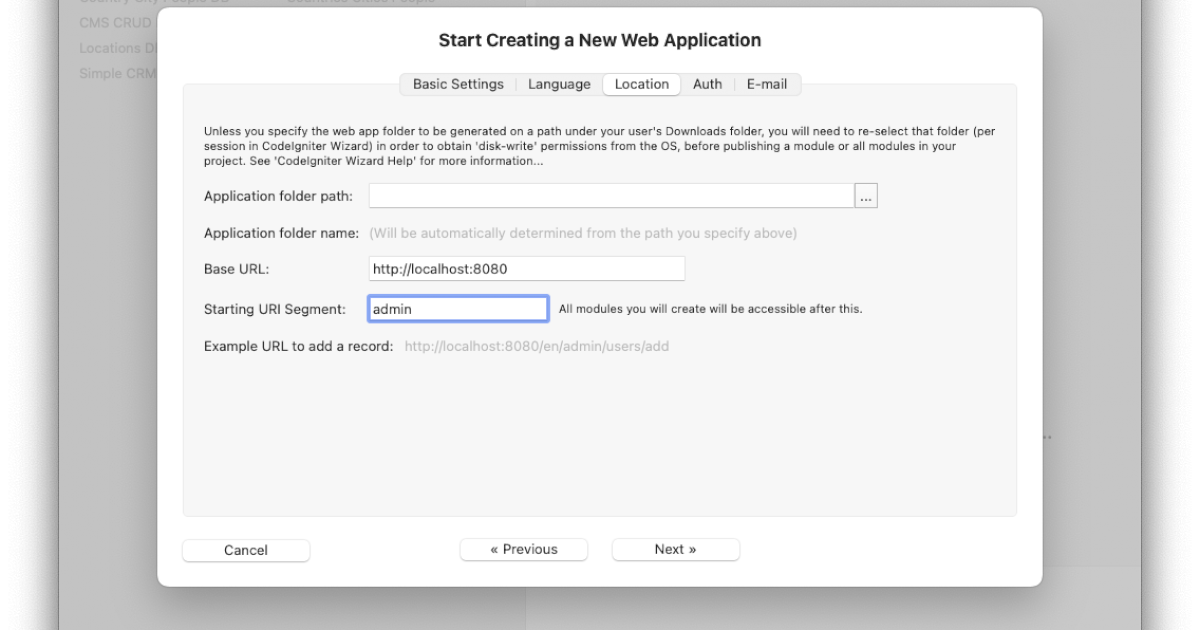 CMS CRUD
Locations
Simple CRM
Start Creating a New Web Application
Basic Settings Language Location Auth E-mail
Unless you specify the web app folder to be generated on a path under your user's Downloads folder, you will need to re-select that folder (per
session in CodeIgniter Wizard) in order to obtain 'disk-write' permissions from the OS, before publishing a module or all modules in your
project. See 'CodeIgniter Wizard Help' for more information...
Application folder path: ...
Application folder name: (Will be automatically determined from the path you specify above)
Base URL: http://localhost:8080
Starting URI Segment: admin All modules you will create will be accessible after this.
Example URL to add a record: http://localhost:8080/en/admin/users/add
Cancel « Previous Next »